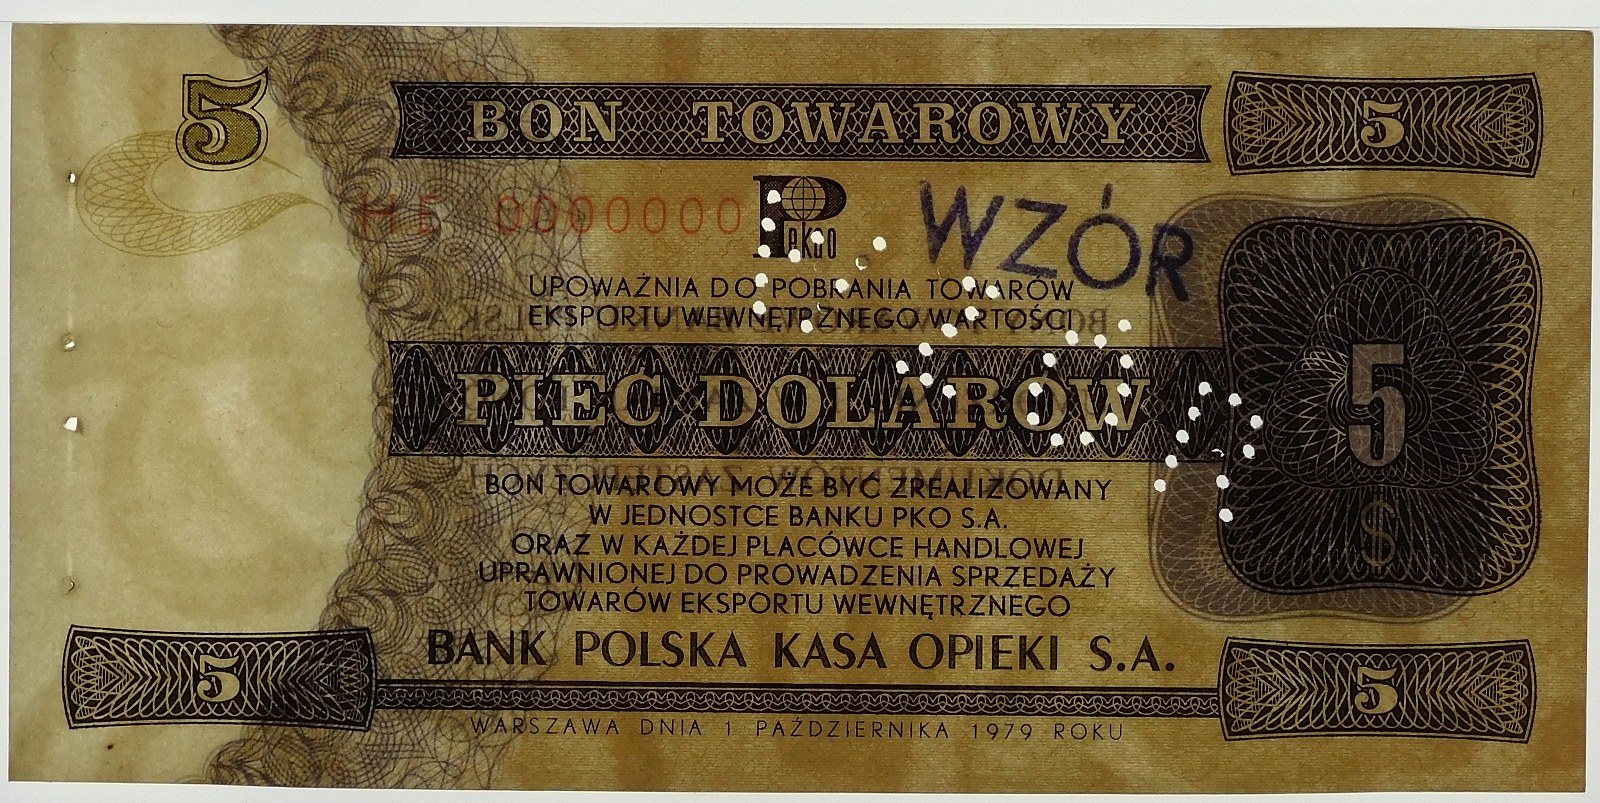 5
BON TOWAROWY
5
HE 0000000
Pekao
WZÓR
UPOWAŻNIA DO POBRANIA TOWARÓW
EKSPORTU WEWNĘTRZNEGO WARTOŚCI
PIĘĆ DOLARÓW
5
$
BON TOWAROWY MOŻE BYĆ ZREALIZOWANY
W JEDNOSTCE BANKU PKO S.A.
ORAZ W KAŻDEJ PLACÓWCE HANDLOWEJ
UPRAWNIONEJ DO PROWADZENIA SPRZEDAŻY
TOWARÓW EKSPORTU WEWNĘTRZNEGO
BANK POLSKA KASA OPIEKI S.A.
5
5
WARSZAWA DNIA 1 PAŹDZIERNIKA 1979 ROKU
WZÓR